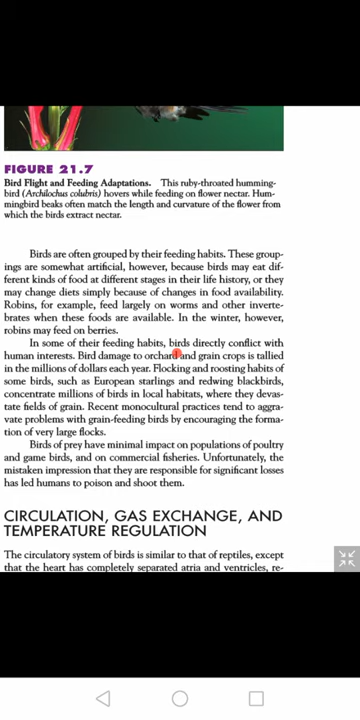 FIGURE 21.7
Bird Flight and Feeding Adaptations. This ruby-throated humming-
bird (Archilochus colubris) hovers while feeding on flower nectar. Hum-
mingbird beaks often match the length and curvature of the flower from
which the birds extract nectar.
Birds are often grouped by their feeding habits. These group-
ings are somewhat artificial, however, because birds may eat dif-
ferent kinds of food at different stages in their life history, or they
may change diets simply because of changes in food availability.
Robins, for example, feed largely on worms and other inverte-
brates when these foods are available. In the winter, however,
robins may feed on berries.
In some of their feeding habits, birds directly conflict with
human interests. Bird damage to orchard and grain crops is tallied
in the millions of dollars each year. Flocking and roosting habits of
some birds, such as European starlings and redwing blackbirds,
concentrate millions of birds in local habitats, where they devas-
tate fields of grain. Recent monocultural practices tend to aggra-
vate problems with grain-feeding birds by encouraging the forma-
tion of very large flocks.
Birds of prey have minimal impact on populations of poultry
and game birds, and on commercial fisheries. Unfortunately, the
mistaken impression that they are responsible for significant losses
has led humans to poison and shoot them.
CIRCULATION, GAS EXCHANGE, AND
TEMPERATURE REGULATION
The circulatory system of birds is similar to that of reptiles, except
that the heart has completely separated atria and ventricles, re-